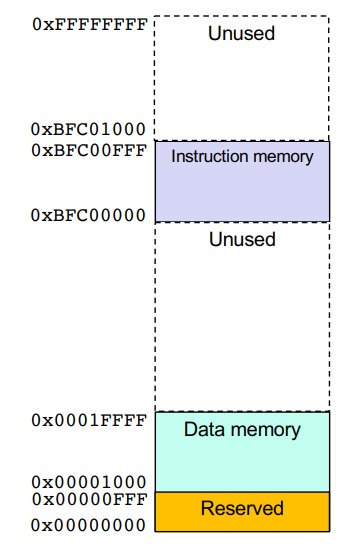 0xFFFFFFFF
Unused
0xBFC01000
0xBFC00FFF
Instruction memory
0xBFC00000
Unused
0x0001FFFF
Data memory
0x00001000
0x00000FFF
Reserved
0x00000000